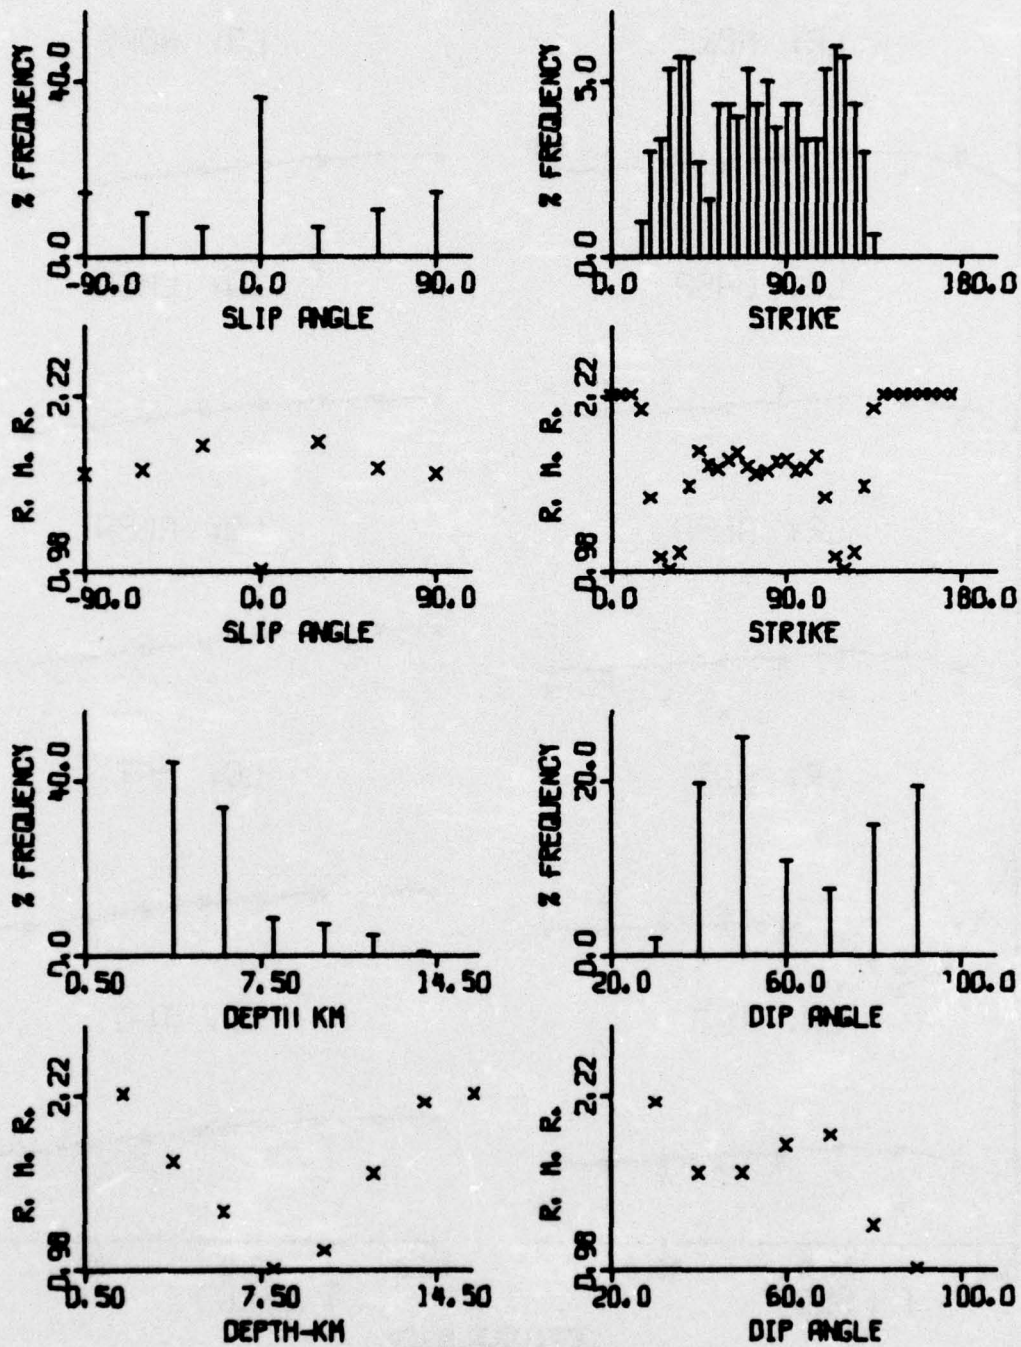 % FREQUENCY
40.0
0.0
-90.0 0.0 90.0
SLIP ANGLE
% FREQUENCY
5.0
0.0
0.0 90.0 180.0
STRIKE
R. M. R.
2.22
0.98
-90.0 0.0 90.0
SLIP ANGLE
R. M. R.
2.22
0.98
0.0 90.0 180.0
STRIKE
% FREQUENCY
40.0
0.0
0.50 7.50 14.50
DEPTH KM
% FREQUENCY
20.0
0.0
20.0 60.0 100.0
DIP ANGLE
R. M. R.
2.22
0.98
0.50 7.50 14.50
DEPTH-KM
R. M. R.
2.22
0.98
20.0 60.0 100.0
DIP ANGLE